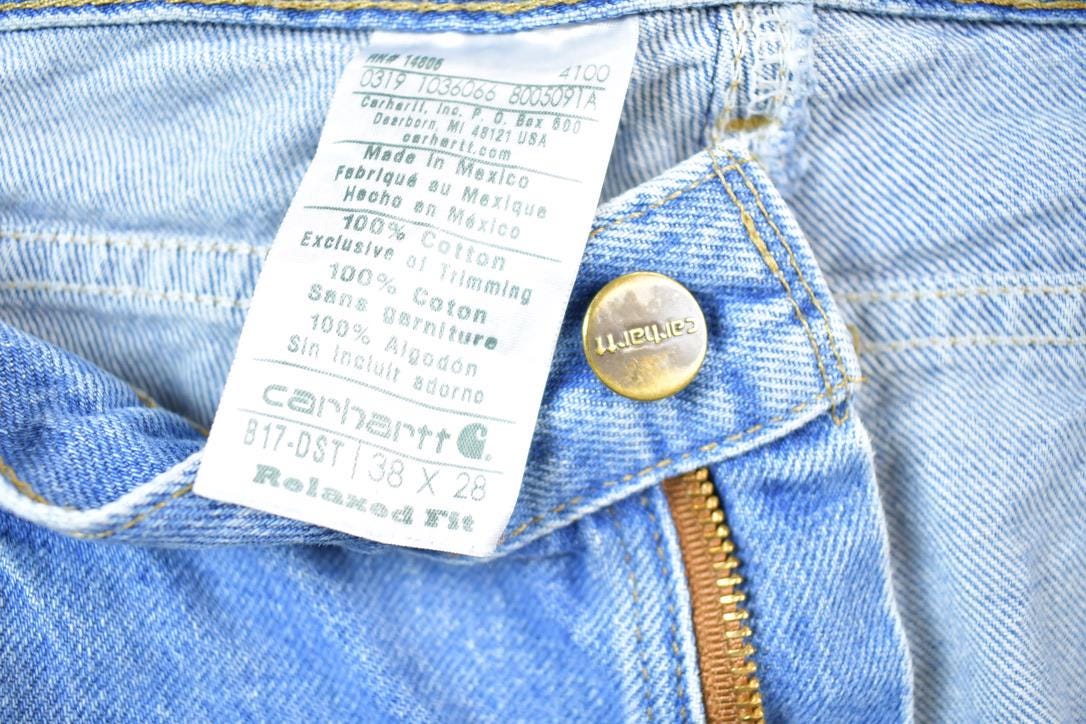 RN# 14806 4100
0319 1036066 8005091A
Carhartt, Inc. P. O. Box 600
Dearborn, MI 48121 USA
carhartt.com
Made in Mexico
Fabriqué au Mexique
Hecho en México
100% Cotton
Exclusive of Trimming
100% Coton
Sans garniture
100% Algodón
Sin incluir adorno
carhartt
B17-DST | 38 X 28
Relaxed Fit
carhartt